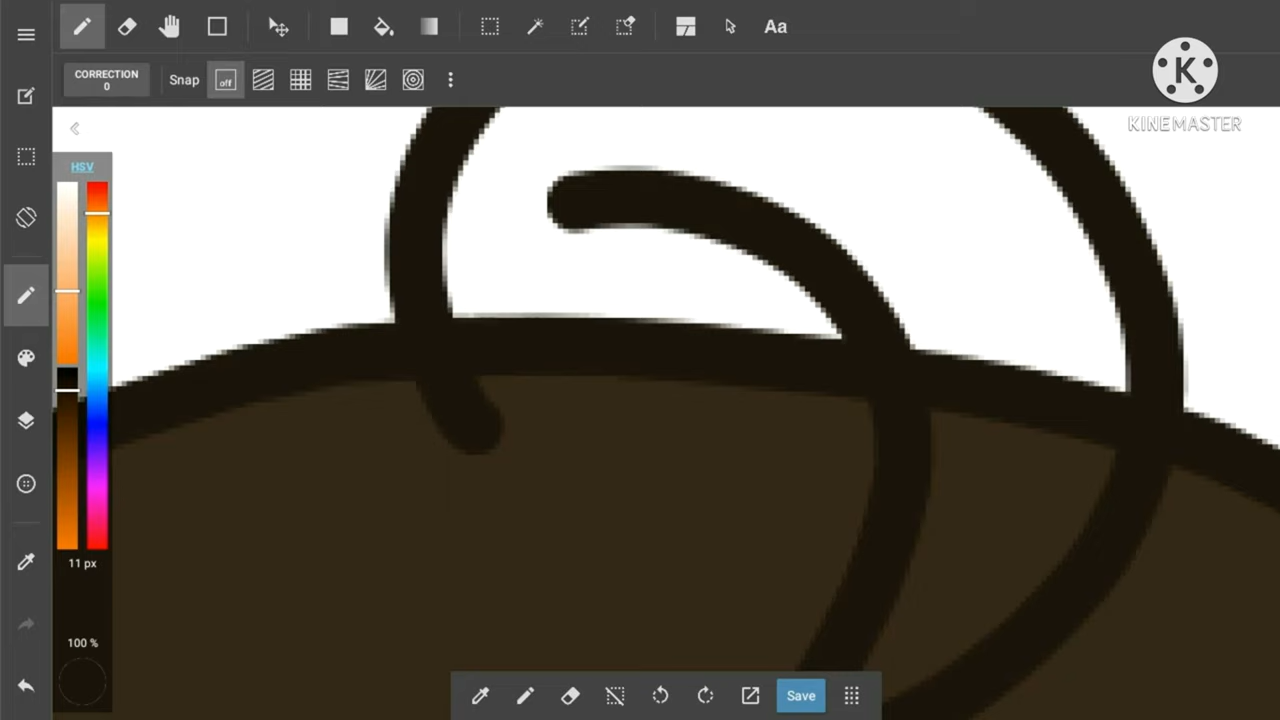 Aa
CORRECTION
0
Snap
off
K
KINEMASTER
HSV
11 px
100 %
Save